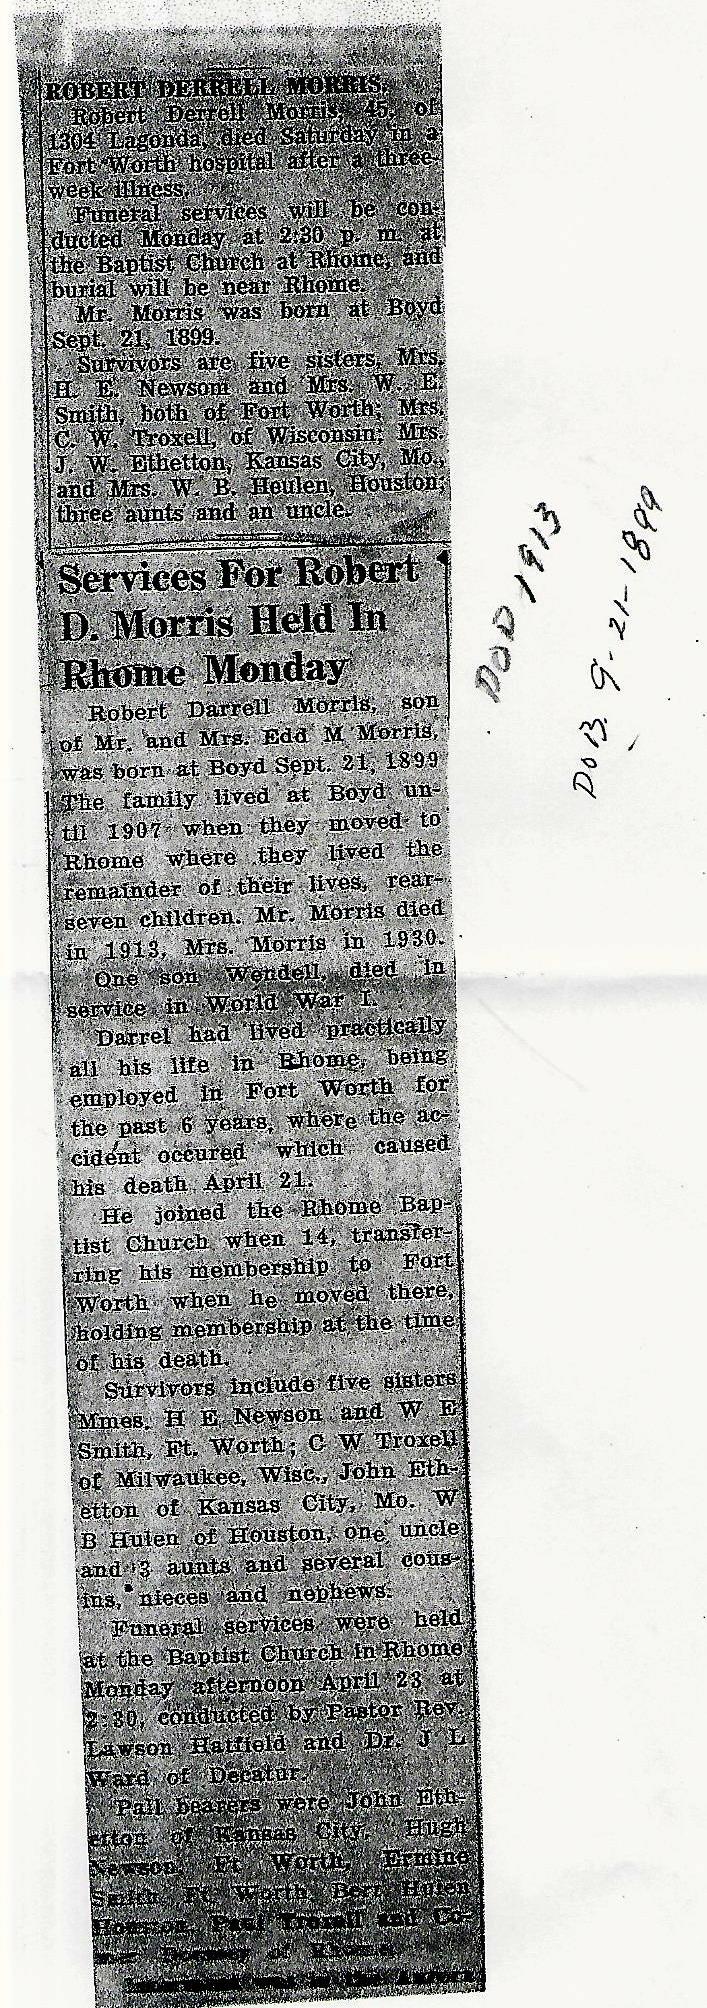 ROBERT DERRELL MORRIS.
Robert Derrell Morris, 45, of
1304 Lagonda, died Saturday in a
Fort Worth hospital after a three-
week illness.
Funeral services will be con-
ducted Monday at 2:30 p. m. at
the Baptist Church at Rhome, and
burial will be near Rhome.
Mr. Morris was born at Boyd
Sept. 21, 1899.
Survivors are five sisters, Mrs.
H. E. Newsom and Mrs. W. E.
Smith, both of Fort Worth; Mrs.
C. W. Troxell, of Wisconsin; Mrs.
J. W. Ethetton, Kansas City, Mo.,
and Mrs. W. B. Heulen, Houston;
three aunts and an uncle.
Services For Robert
D. Morris Held In
Rhome Monday
Robert Darrell Morris, son
of Mr. and Mrs. Edd M Morris,
was born at Boyd Sept. 21, 1899
The family lived at Boyd un-
til 1907 when they moved to
Rhome where they lived the
remainder of their lives, rear-
seven children. Mr. Morris died
in 1913, Mrs. Morris in 1930.
One son Wendell, died in
service in World War I.
Darrel had lived practically
all his life in Rhome, being
employed in Fort Worth for
the past 6 years, where the ac-
cident occured which caused
his death April 21.
He joined the Rhome Bap-
tist Church when 14, transfer-
ring his membership to Fort
Worth when he moved there,
holding membership at the time
of his death.
Survivors include five sisters
Mmes. H E Newson and W E
Smith, Ft. Worth; C W Troxell
of Milwaukee, Wisc., John Eth-
etton of Kansas City, Mo. W
B Hulen of Houston, one uncle
and 3 aunts and several cous-
ins, nieces and nephews.
Funeral services were held
at the Baptist Church in Rhome
Monday afternoon April 23 at
2:30, conducted by Pastor Rev.
Lawson Hatfield and Dr. J L
Ward of Decatur.
Pall bearers were John Eth-
etton of Kansas City, Hugh
Newson, Ft Worth, Ermine
Smith, Ft Worth, Bert Hulen
Houston, Paul Troxell and Co-
of Rhome
DOD 1913
DOB. 9-21-1899